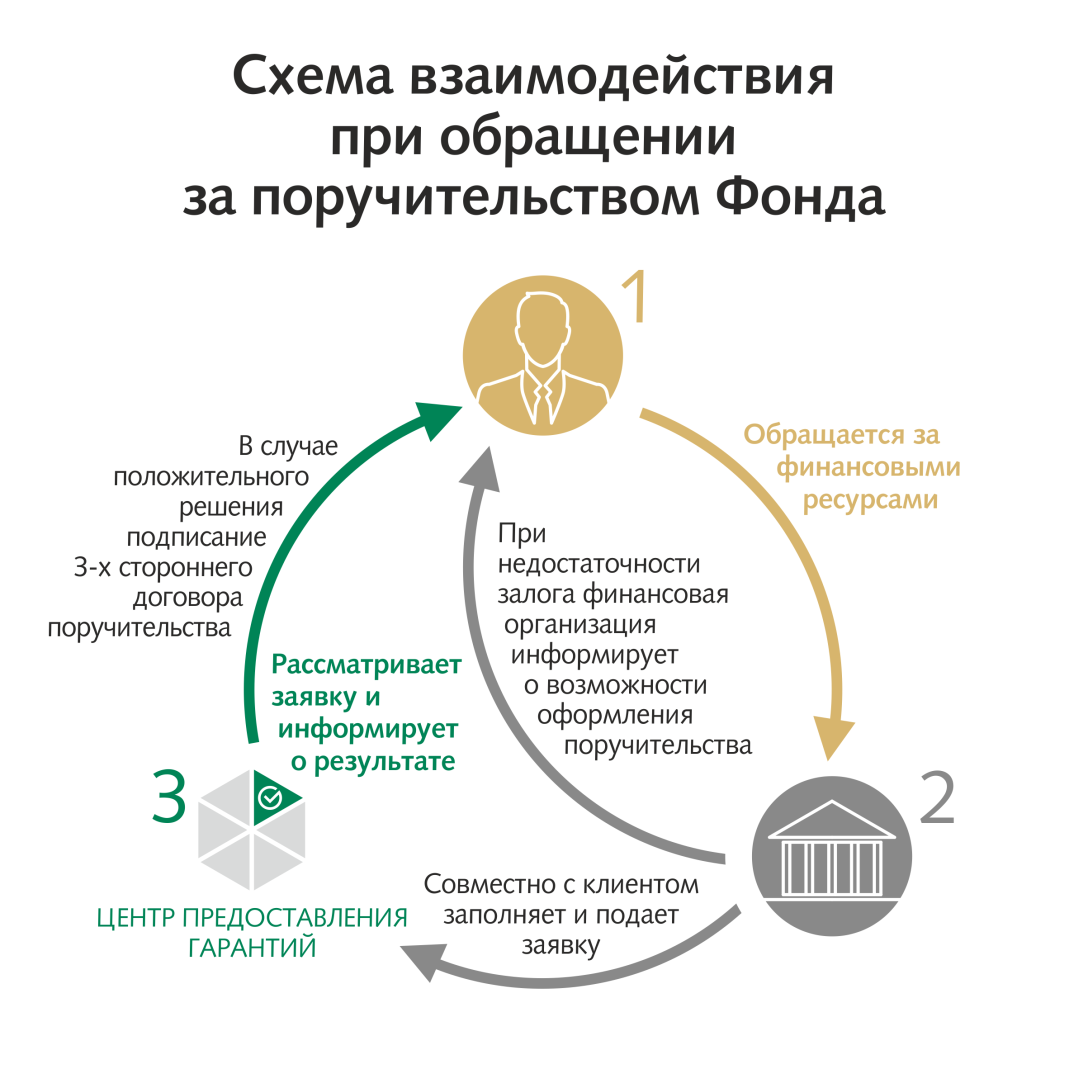 Схема взаимодействия
при обращении
за поручительством Фонда
1
Обращается за
финансовыми
ресурсами
В случае
положительного
решения
подписание
3-х стороннего
договора
поручительства
При
недостаточности
залога финансовая
организация
информирует
о возможности
оформления
поручительства
Рассматривает
заявку и
информирует
о результате
3
2
ЦЕНТР ПРЕДОСТАВЛЕНИЯ
ГАРАНТИЙ
Совместно с клиентом
заполняет и подает
заявку